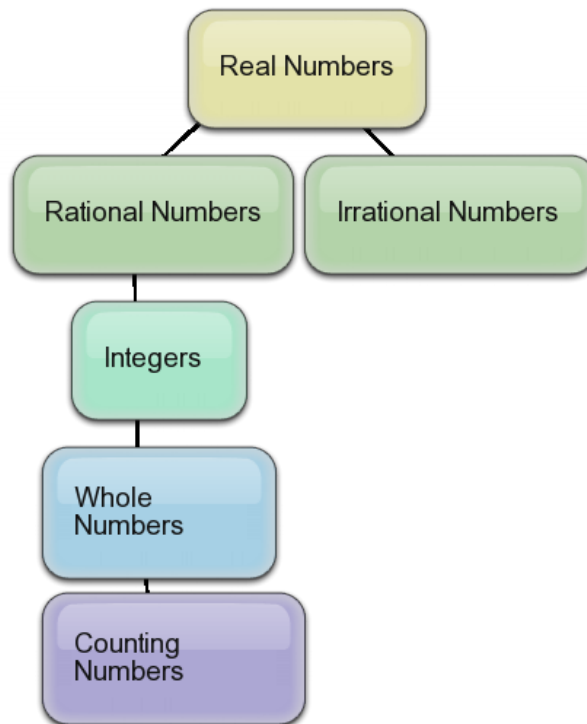 Real Numbers
Rational Numbers
Irrational Numbers
Integers
Whole
Numbers
Counting
Numbers